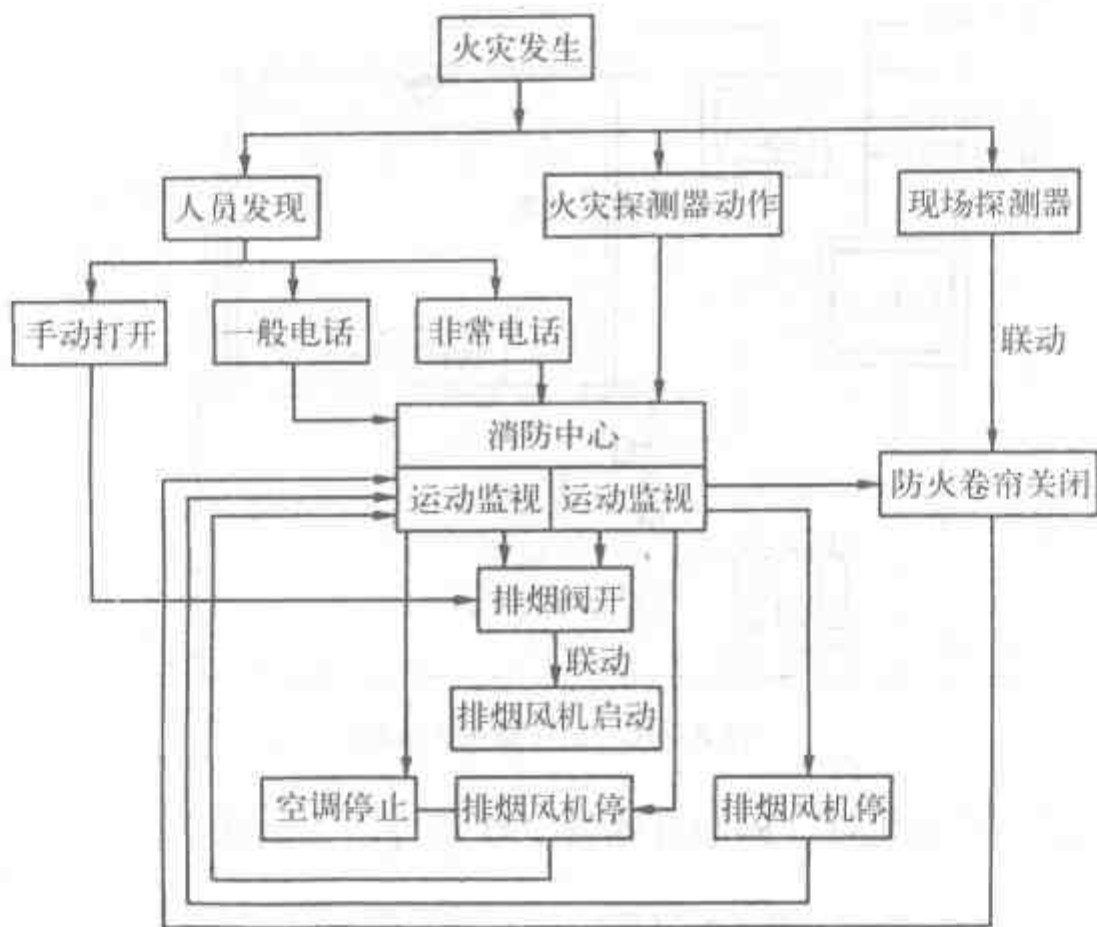 火灾发生
人员发现
火灾探测器动作
现场探测器
手动打开
一般电话
非常电话
联动
消防中心
运动监视
运动监视
防火卷帘关闭
排烟阀开
联动
排烟风机启动
空调停止
排烟风机停
排烟风机停